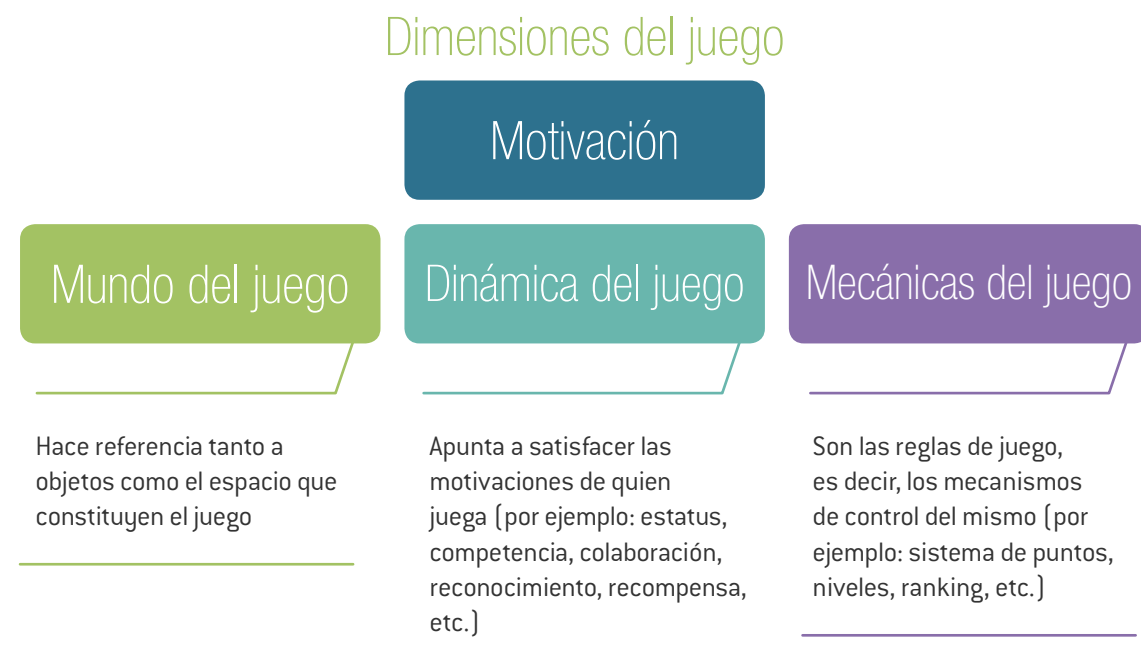 Dimensiones del juego
Motivación
Mundo del juego
Dinámica del juego
Mecánicas del juego
Hace referencia tanto a
objetos como el espacio que
constituyen el juego
Apunta a satisfacer las
motivaciones de quien
juega (por ejemplo: estatus,
competencia, colaboración,
reconocimiento, recompensa,
etc.)
Son las reglas de juego,
es decir, los mecanismos
de control del mismo (por
ejemplo: sistema de puntos,
niveles, ranking, etc.)